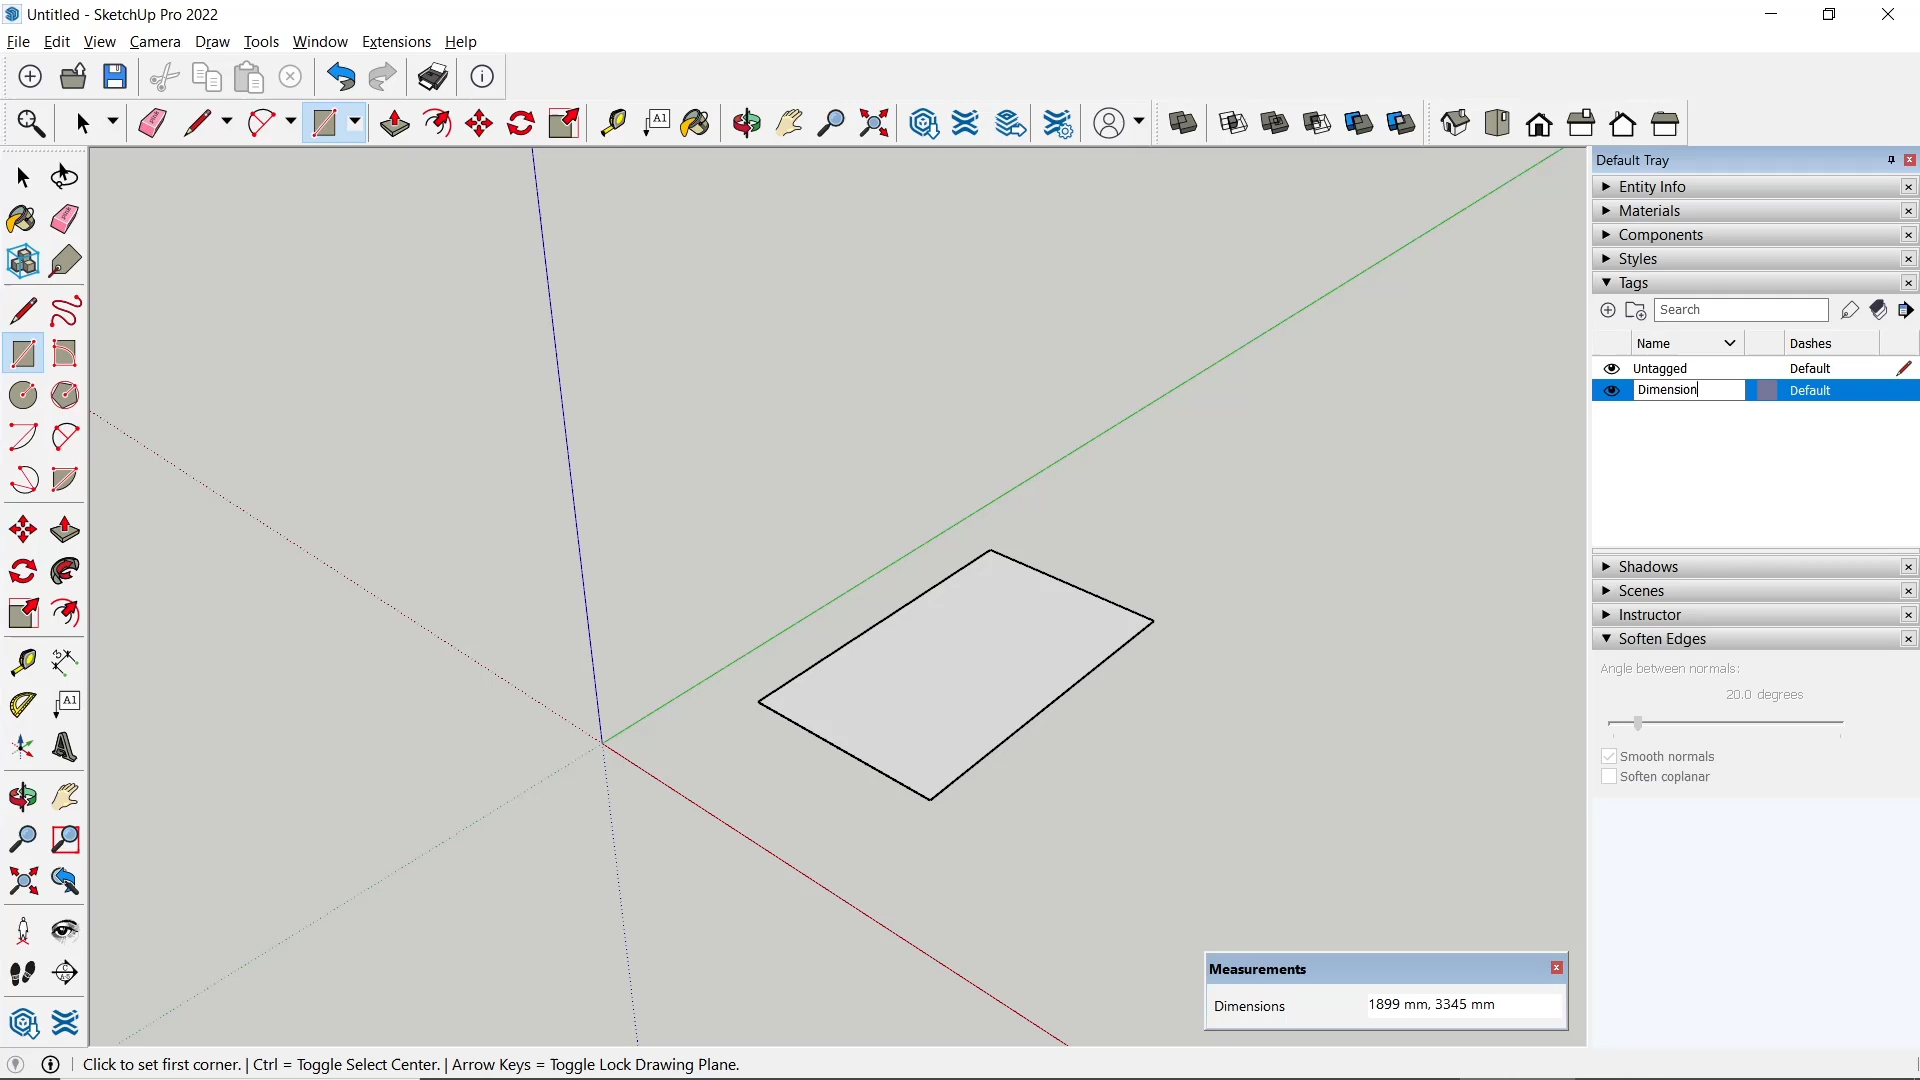 Untitled - SketchUp Pro 2022
File Edit View Camera Draw Tools Window Extensions Help
A1
Default Tray
Entity Info
Materials
Components
Styles
Tags
Search
Name Dashes
Untagged Default
Dimension Default
Shadows
Scenes
Instructor
Soften Edges
Angle between normals:
20.0 degrees
Smooth normals
Soften coplanar
A1
Measurements
Dimensions 1899 mm, 3345 mm
Click to set first corner. | Ctrl = Toggle Select Center. | Arrow Keys = Toggle Lock Drawing Plane.